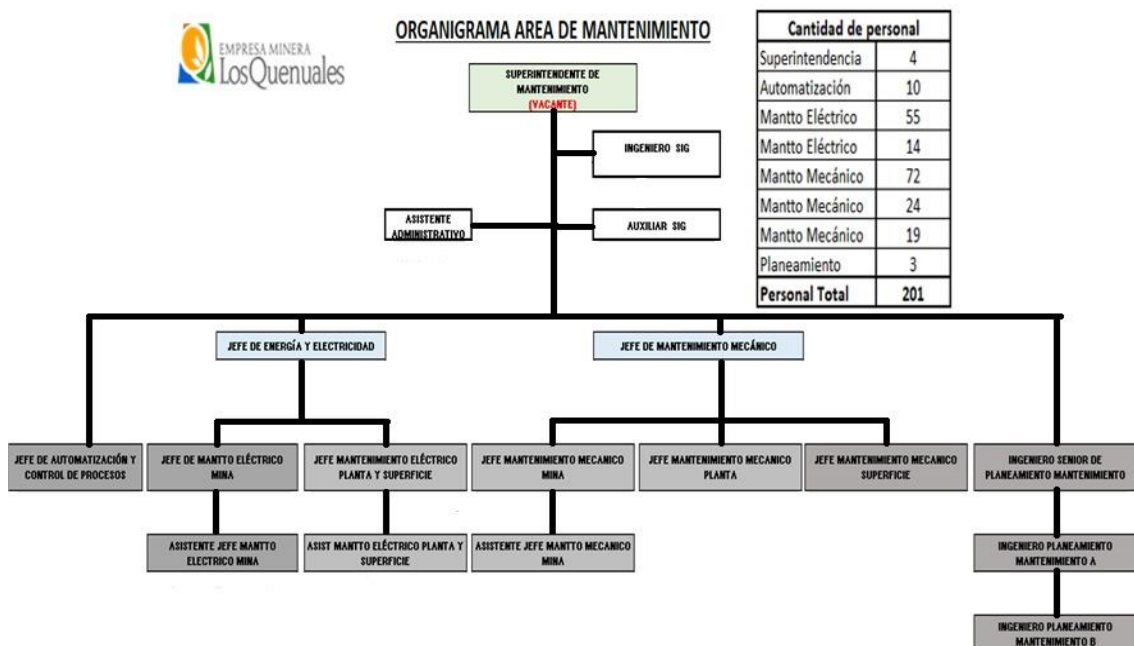 EMPRESA MINERA
LosQuenuales
ORGANIGRAMA AREA DE MANTENIMIENTO
SUPERINTENDENTE DE
MANTENIMIENTO
(VACANTE)
INGENIERO SIG
ASISTENTE
ADMINISTRATIVO
AUXILIAR SIG
Cantidad de personal
Superintendencia 4
Automatización 10
Mantto Eléctrico 55
Mantto Eléctrico 14
Mantto Mecánico 72
Mantto Mecánico 24
Mantto Mecánico 19
Planeamiento 3
Personal Total 201
JEFE DE ENERGÍA Y ELECTRICIDAD
JEFE DE MANTENIMIENTO MECÁNICO
JEFE DE AUTOMATIZACIÓN Y
CONTROL DE PROCESOS
JEFE DE MANTTO ELÉCTRICO
MINA
JEFE MANTENIMIENTO ELÉCTRICO
PLANTA Y SUPERFICIE
JEFE MANTENIMIENTO MECANICO
MINA
JEFE MANTENIMIENTO MECANICO
PLANTA
JEFE MANTENIMIENTO MECANICO
SUPERFICIE
INGENIERO SENIOR DE
PLANEAMIENTO MANTENIMIENTO
ASISTENTE JEFE MANTTO
ELECTRICO MINA
ASIST MANTTO ELÉCTRICO PLANTA Y
SUPERFICIE
ASISTENTE JEFE MANTTO MECANICO
MINA
INGENIERO PLANEAMIENTO
MANTENIMIENTO A
INGENIERO PLANEAMIENTO
MANTENIMIENTO B